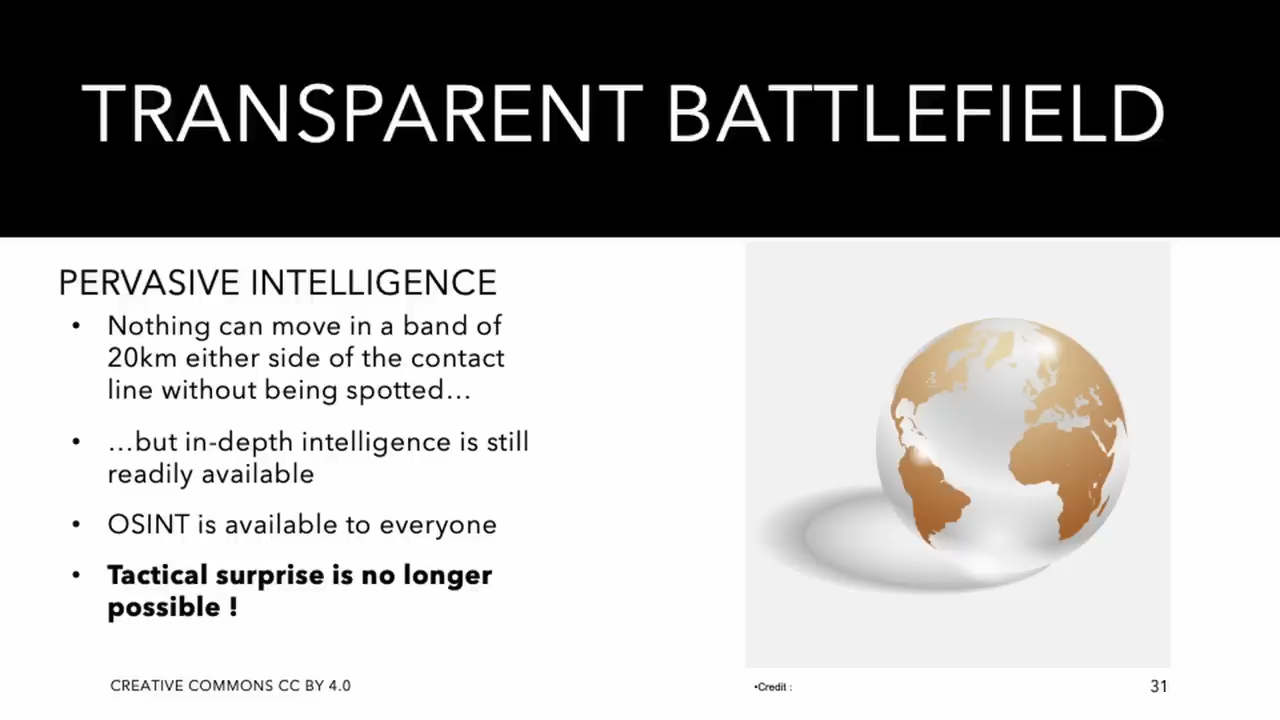 TRANSPARENT BATTLEFIELD
PERVASIVE INTELLIGENCE
• Nothing can move in a band of
20km either side of the contact
line without being spotted…
• …but in-depth intelligence is still
readily available
• OSINT is available to everyone
• Tactical surprise is no longer
possible !
CREATIVE COMMONS CC BY 4.0
•Credit :
31